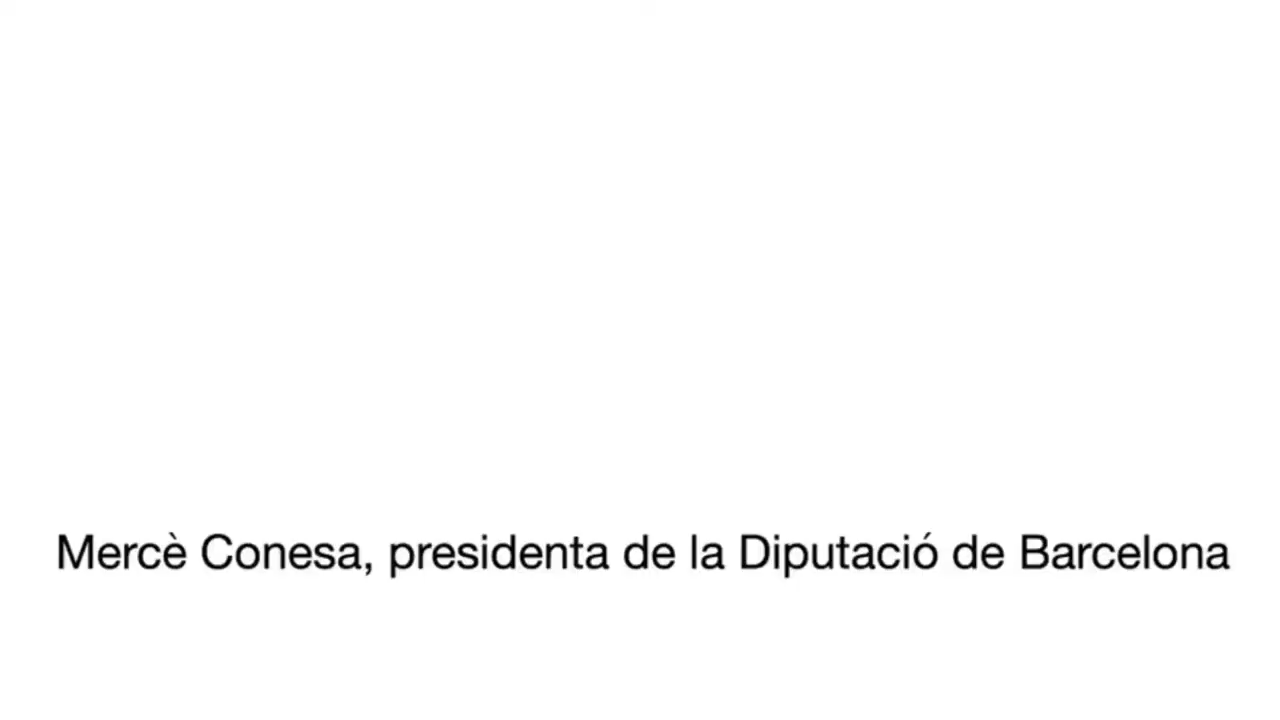 Mercè Conesa, presidenta de la Diputació de Barcelona